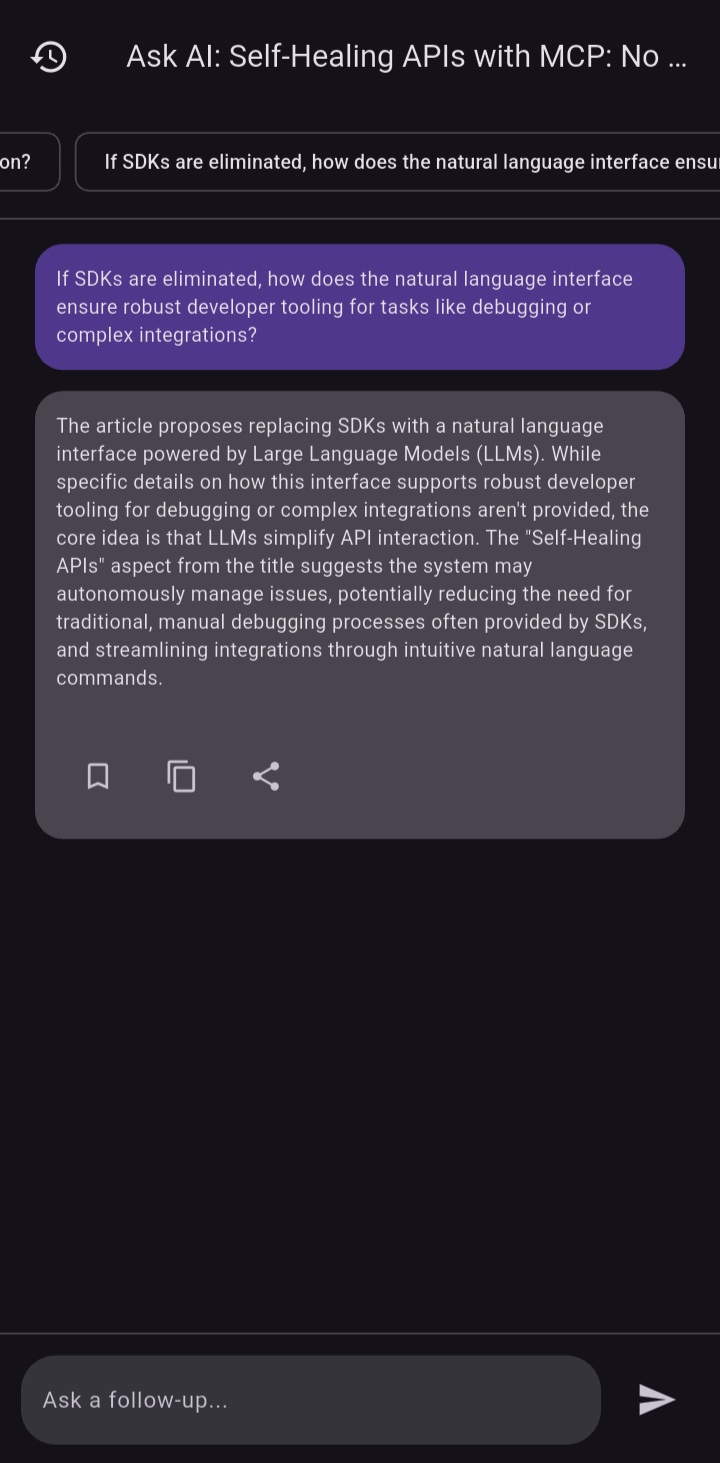 Ask AI: Self-Healing APIs with MCP: No ...
on?
If SDKs are eliminated, how does the natural language interface ensu
If SDKs are eliminated, how does the natural language interface
ensure robust developer tooling for tasks like debugging or
complex integrations?
The article proposes replacing SDKs with a natural language
interface powered by Large Language Models (LLMs). While
specific details on how this interface supports robust developer
tooling for debugging or complex integrations aren't provided, the
core idea is that LLMs simplify API interaction. The "Self-Healing
APIs" aspect from the title suggests the system may
autonomously manage issues, potentially reducing the need for
traditional, manual debugging processes often provided by SDKs,
and streamlining integrations through intuitive natural language
commands.
Ask a follow-up...